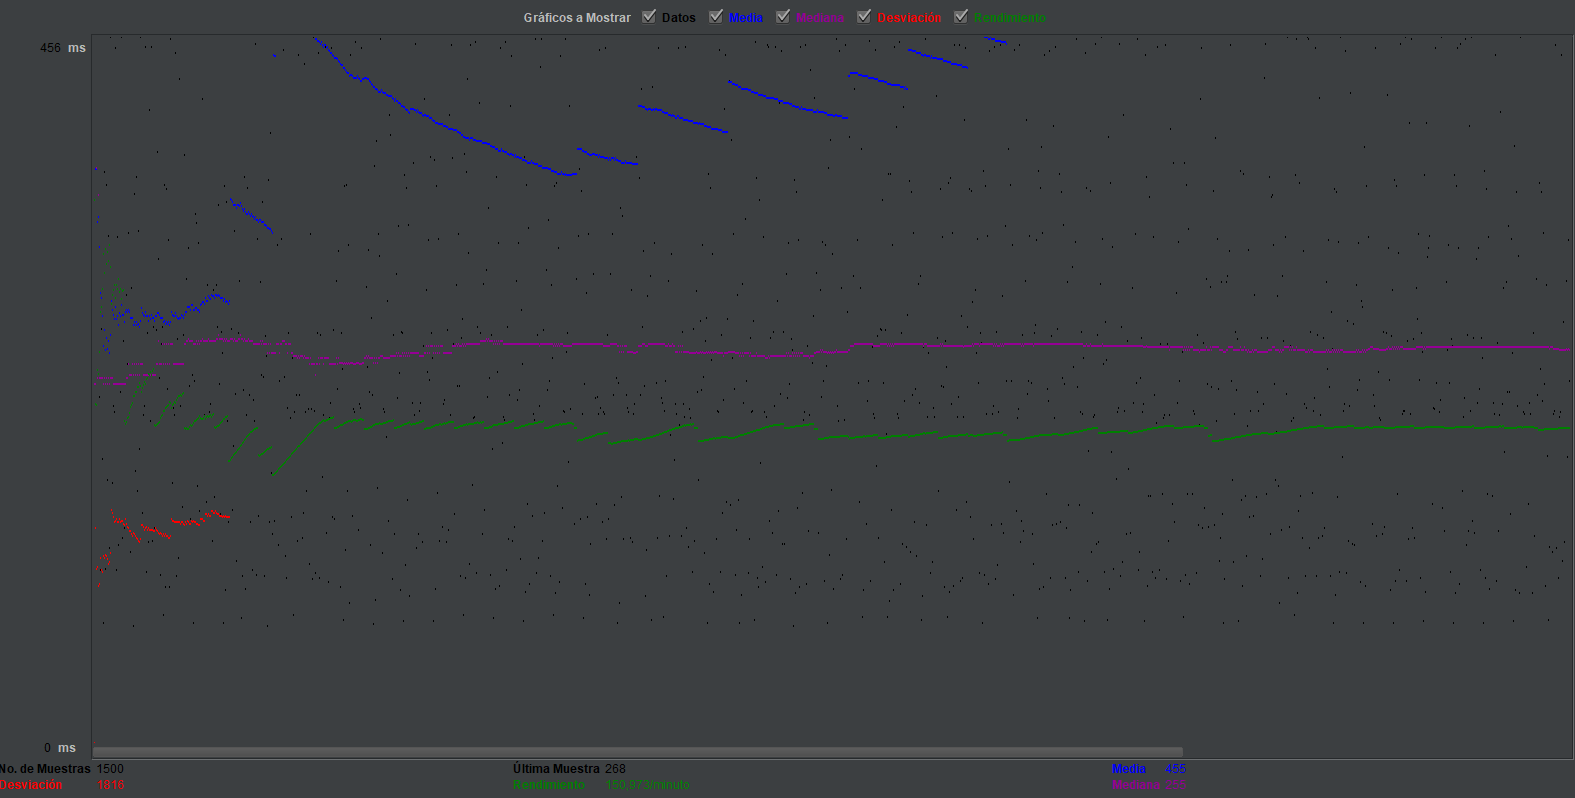 Gráficos a Mostrar Datos Media Mediana Desviación Rendimiento
456 ms
0 ms
No. de Muestras 1500 Última Muestra 268 Media 455
Desviación 1816 Rendimiento 150,973/minuto Mediana